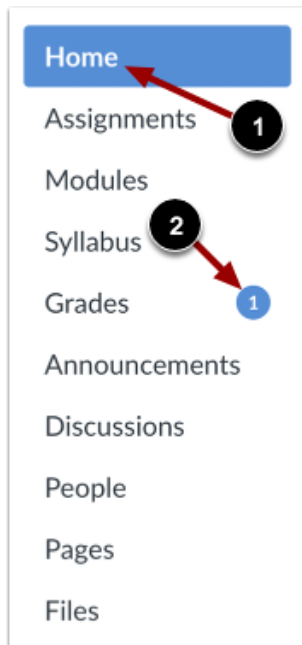 Home
Assignments
1
Modules
2
Syllabus
Grades
1
Announcements
Discussions
People
Pages
Files